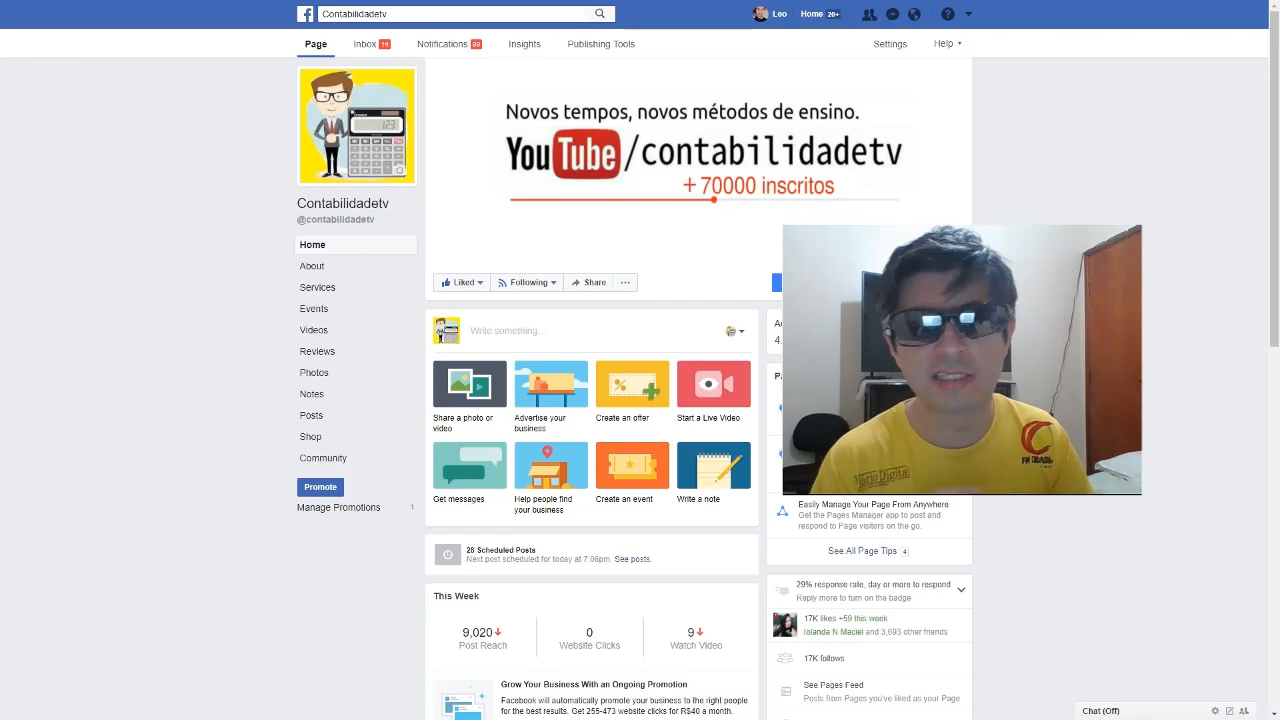 Contabilidadetv
Leo
Home 20+
Page
Inbox 14
Notifications 99
Insights
Publishing Tools
Settings
Help
123
Novos tempos, novos métodos de ensino.
YouTube/contabilidadetv
+ 70000 inscritos
Contabilidadetv
@contabilidadetv
Home
About
Services
Events
Videos
Reviews
Photos
Notes
Posts
Shop
Community
Promote
Manage Promotions 1
Liked
Following
Share
Write something...
Share a photo or
video
Advertise your
business
Create an offer
Start a Live Video
Get messages
Help people find
your business
Create an event
Write a note
28 Scheduled Posts
Next post scheduled for today at 7:06pm. See posts.
This Week
9,020
Post Reach
0
Website Clicks
9
Watch Video
Grow Your Business With an Ongoing Promotion
Facebook will automatically promote your business to the right people
for the best results. Get 255-473 website clicks for R$40 a month.
4.
Mário Digital
Easily Manage Your Page From Anywhere
Get the Pages Manager app to post and
respond to Page visitors on the go.
See All Page Tips 4
29% response rate, day or more to respond
Reply more to turn on the badge
17K likes +59 this week
Iolanda N Maciel and 3,693 other friends
17K follows
See Pages Feed
Posts from Pages you've liked as your Page
Chat (Off)